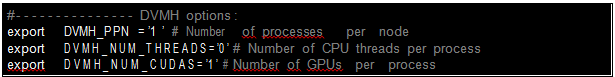 #--------------- DVMH options:
export DVMH_PPN='1' # Number of processes per node
export DVMH_NUM_THREADS='0' # Number of CPU threads per process
export DVMH_NUM_CUDAS='1' # Number of GPUs per process